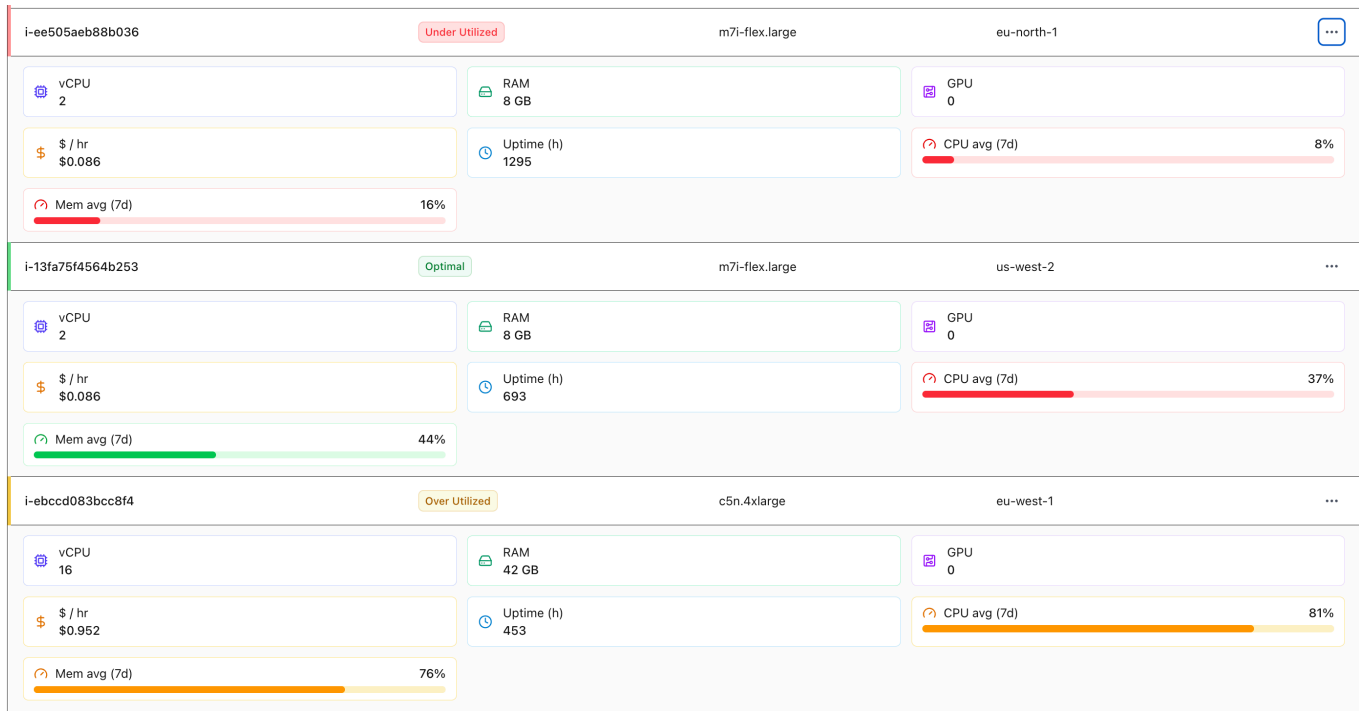 i-ee505aeb88b036 Under Utilized m7i-flex.large eu-north-1 ...
vCPU
2
RAM
8 GB
GPU
0
$ / hr
$0.086
Uptime (h)
1295
CPU avg (7d) 8%
Mem avg (7d) 16%
i-13fa75f4564b253 Optimal m7i-flex.large us-west-2 ...
vCPU
2
RAM
8 GB
GPU
0
$ / hr
$0.086
Uptime (h)
693
CPU avg (7d) 37%
Mem avg (7d) 44%
i-ebccd083bcc8f4 Over Utilized c5n.4xlarge eu-west-1 ...
vCPU
16
RAM
42 GB
GPU
0
$ / hr
$0.952
Uptime (h)
453
CPU avg (7d) 81%
Mem avg (7d) 76%